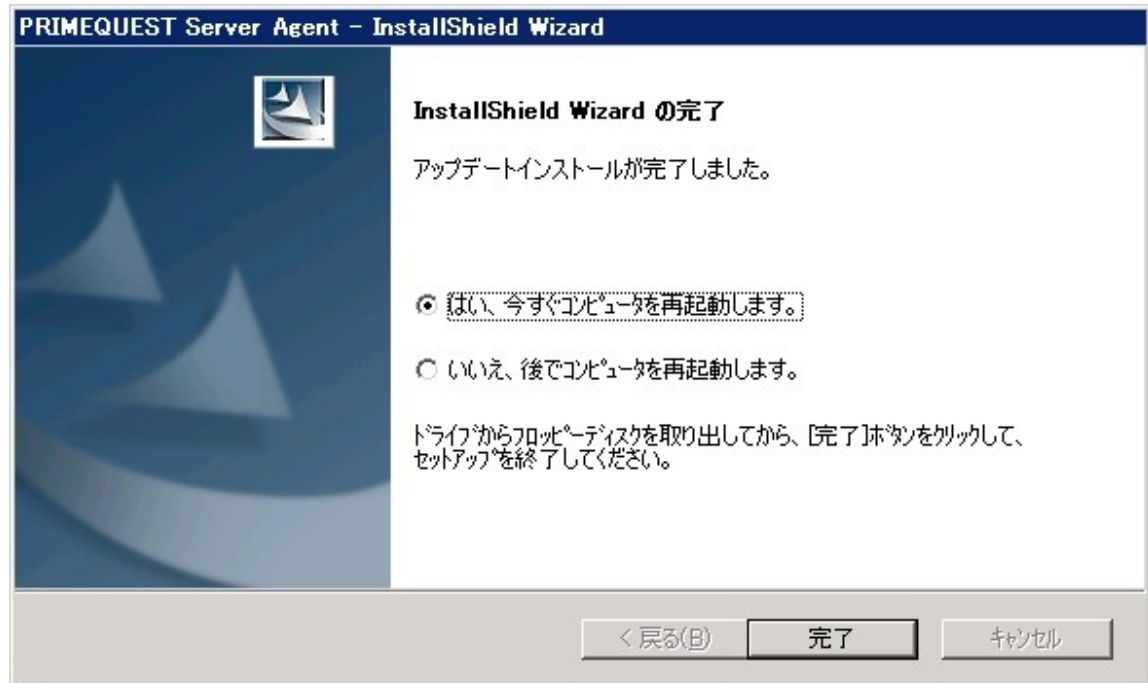 PRIMEQUEST Server Agent - InstallShield Wizard
InstallShield Wizard の完了
アップデートインストールが完了しました。
はい、今すぐｺﾝﾋﾟｭｰﾀを再起動します。
いいえ、後でｺﾝﾋﾟｭｰﾀを再起動します。
ﾄﾞﾗｲﾌﾞからﾌﾛｯﾋﾟｰﾃﾞｨｽｸを取り出してから、[完了]ﾎﾞﾀﾝをｸﾘｯｸして、
ｾｯﾄｱｯﾌﾟを終了してください。
< 戻る(B)
完了
ｷｬﾝｾﾙ